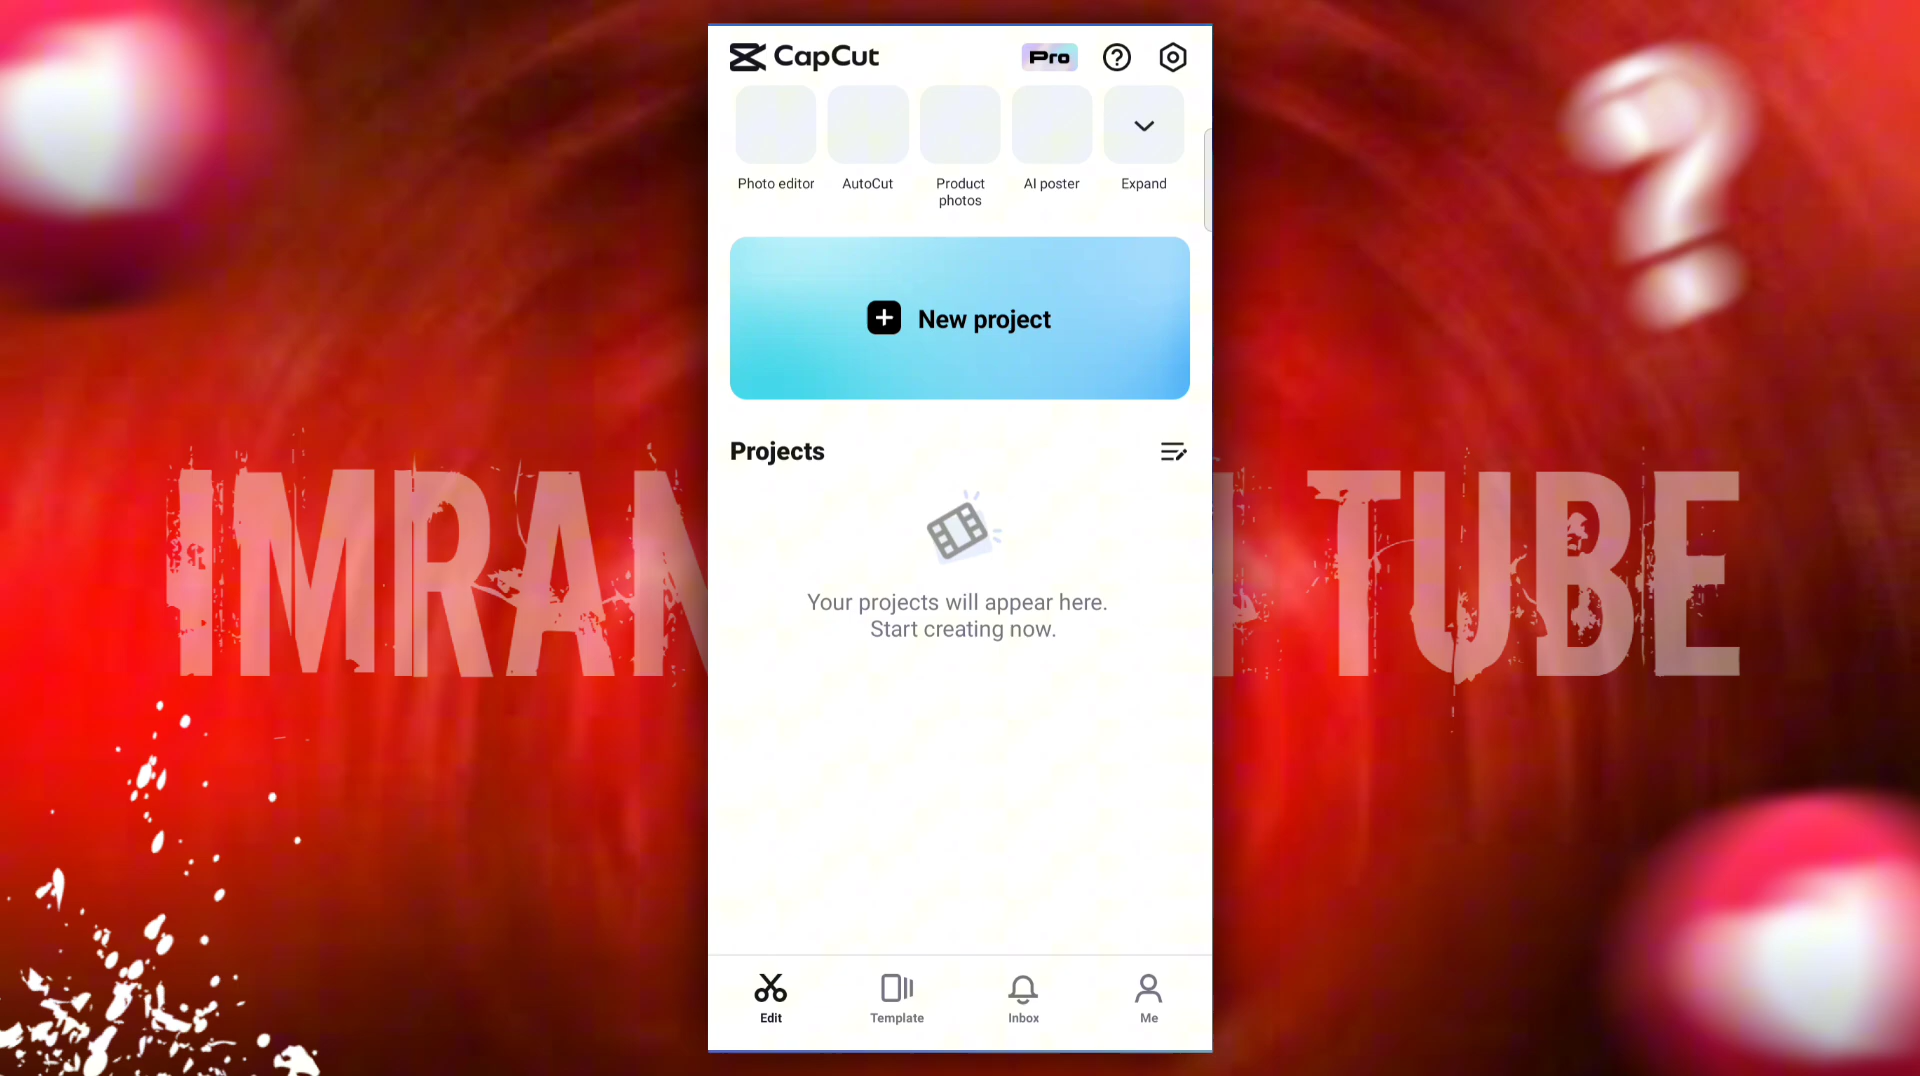 CapCut
Pro
Photo editor
AutoCut
Product
photos
AI poster
Expand
New project
Projects
IMRAN
TUBE
Your projects will appear here.
Start creating now.
Edit
Template
Inbox
Me